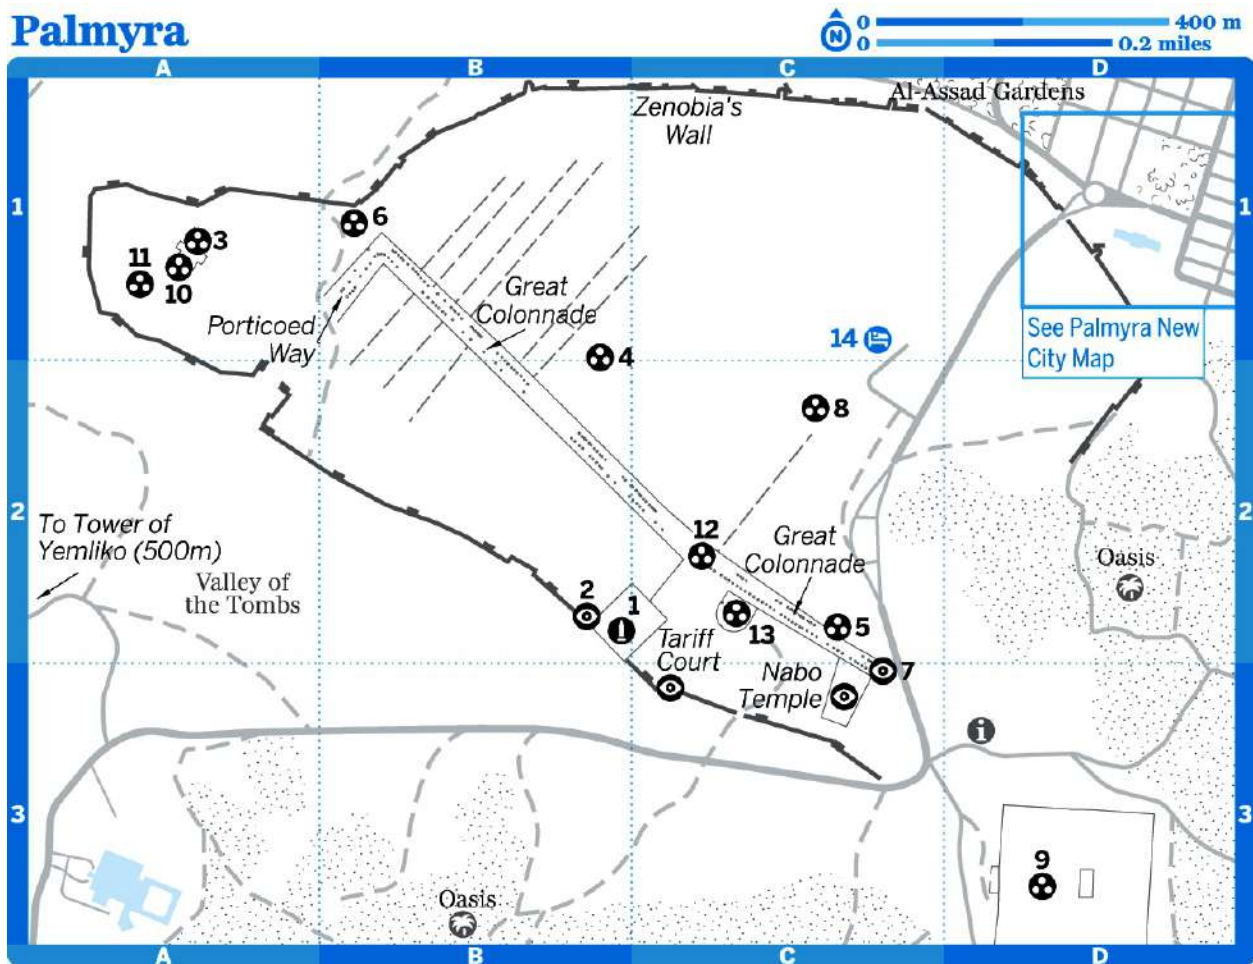 Palmyra
0 400 m
N
0 0.2 miles
A B C D
Al-Assad Gardens
Zenobia's
Wall
1
1
6
3
11
10
Great
Colonnade
Porticoed
Way
14
See Palmyra New
City Map
4
8
2
2
To Tower of
Yemliko (500m)
12
Great
Colonnade
Oasis
Valley of
the Tombs
2
1
13
5
Tariff
Court
7
Nabo
Temple
i
3
3
9
Oasis
A B C D